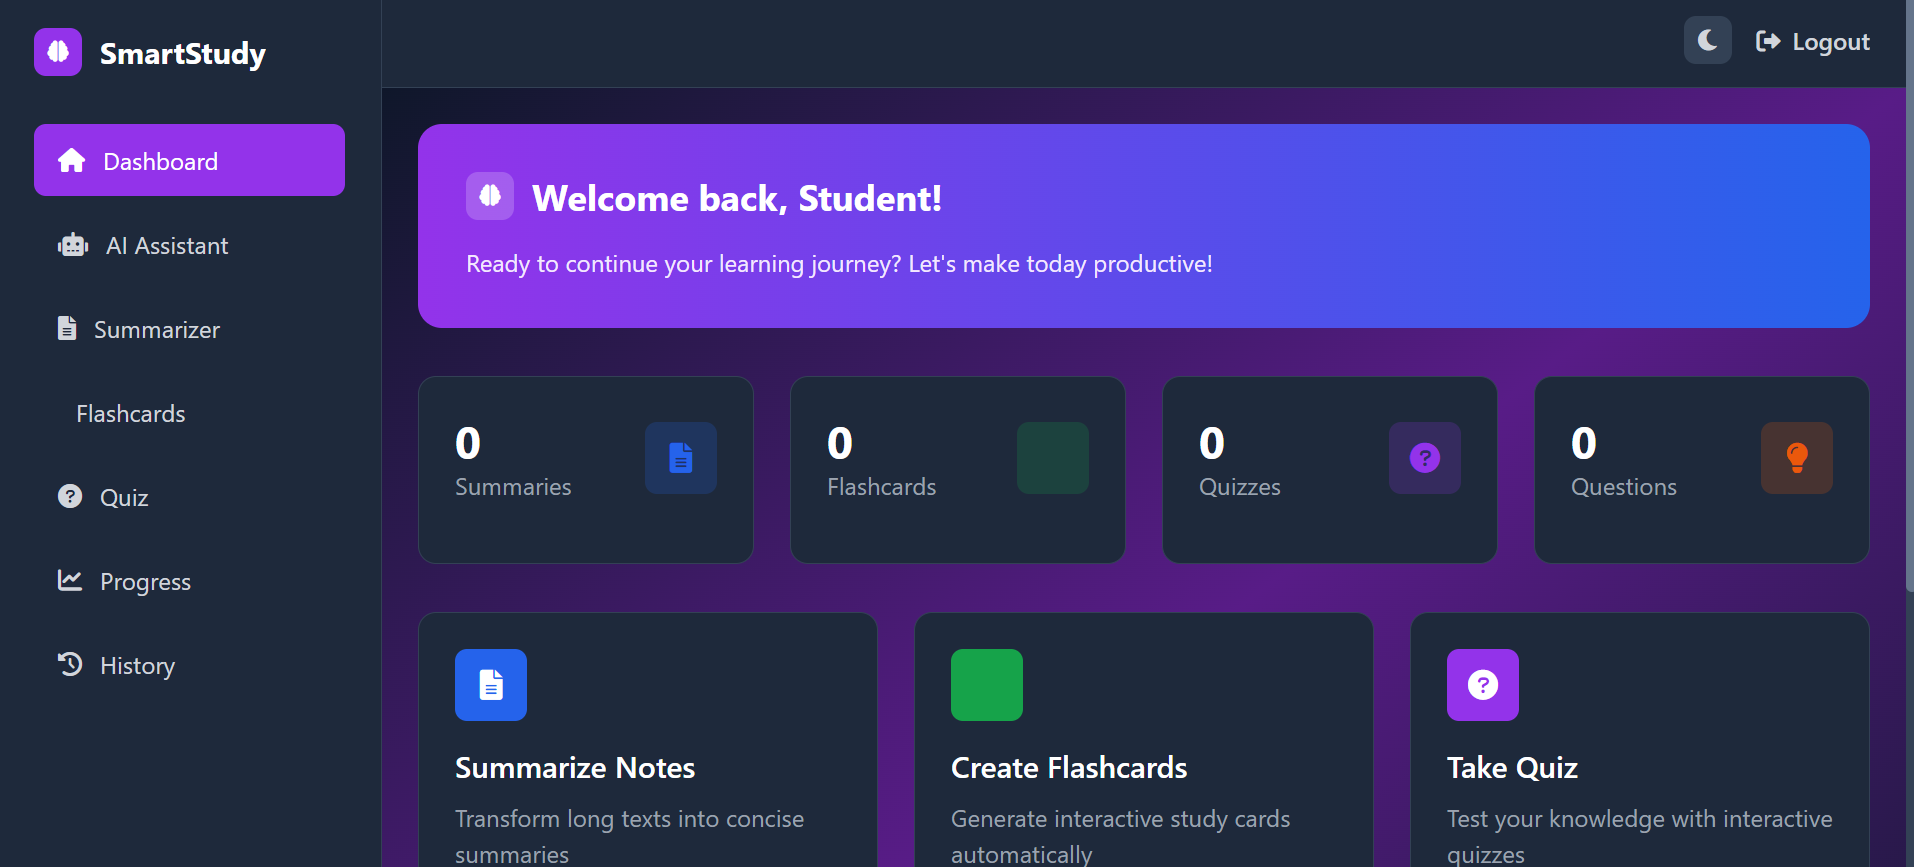 SmartStudy
Dashboard
AI Assistant
Summarizer
Flashcards
Quiz
Progress
History
Logout
Welcome back, Student!
Ready to continue your learning journey? Let's make today productive!
0
Summaries
0
Flashcards
0
Quizzes
0
Questions
Summarize Notes
Transform long texts into concise
summaries
Create Flashcards
Generate interactive study cards
automatically
Take Quiz
Test your knowledge with interactive
quizzes